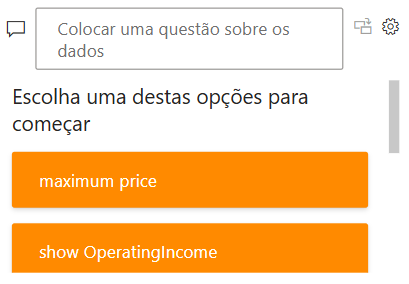 Colocar uma questão sobre os
dados
Escolha uma destas opções para
começar
maximum price
show OperatingIncome